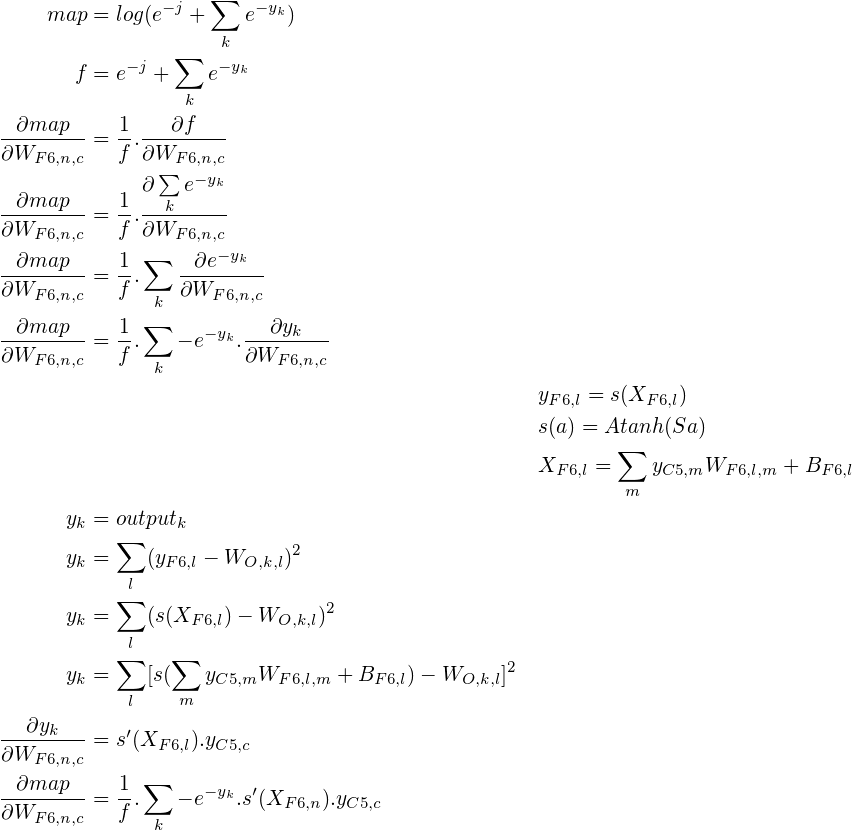 map = log(e^{-j} + \sum_k e^{-y_k})
f = e^{-j} + \sum_k e^{-y_k}
\frac{\partial map}{\partial W_{F6,n,c}} = \frac{1}{f} . \frac{\partial f}{\partial W_{F6,n,c}}
\frac{\partial map}{\partial W_{F6,n,c}} = \frac{1}{f} . \frac{\partial \sum_k e^{-y_k}}{\partial W_{F6,n,c}}
\frac{\partial map}{\partial W_{F6,n,c}} = \frac{1}{f} . \sum_k \frac{\partial e^{-y_k}}{\partial W_{F6,n,c}}
\frac{\partial map}{\partial W_{F6,n,c}} = \frac{1}{f} . \sum_k -e^{-y_k} . \frac{\partial y_k}{\partial W_{F6,n,c}}
y_{F6,l} = s(X_{F6,l})
s(a) = Atanh(Sa)
X_{F6,l} = \sum_m y_{C5,m} W_{F6,l,m} + B_{F6,l}
y_k = output_k
y_k = \sum_l (y_{F6,l} - W_{O,k,l})^2
y_k = \sum_l (s(X_{F6,l}) - W_{O,k,l})^2
y_k = \sum_l [s(\sum_m y_{C5,m} W_{F6,l,m} + B_{F6,l}) - W_{O,k,l}]^2
\frac{\partial y_k}{\partial W_{F6,n,c}} = s'(X_{F6,l}) . y_{C5,c}
\frac{\partial map}{\partial W_{F6,n,c}} = \frac{1}{f} . \sum_k -e^{-y_k} . s'(X_{F6,n}) . y_{C5,c}